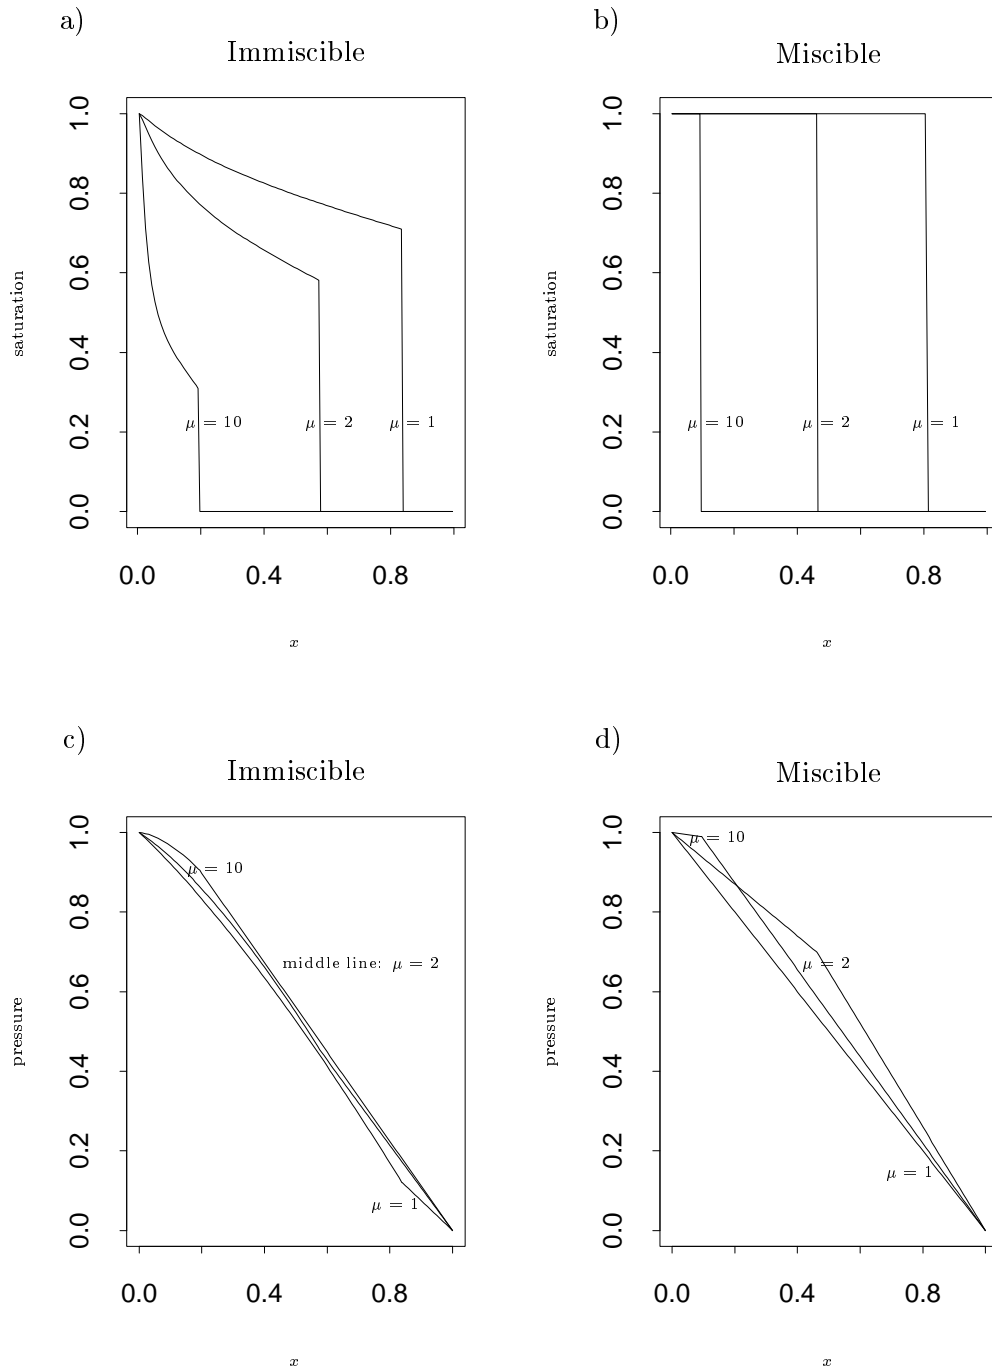 a)
Immiscible
saturation
1.0
0.8
0.6
0.4
0.2
0.0
μ = 10
μ = 2
μ = 1
0.0 0.4 0.8
x
b)
Miscible
saturation
1.0
0.8
0.6
0.4
0.2
0.0
μ = 10
μ = 2
μ = 1
0.0 0.4 0.8
x
c)
Immiscible
pressure
1.0
0.8
0.6
0.4
0.2
0.0
μ = 10
middle line: μ = 2
μ = 1
0.0 0.4 0.8
x
d)
Miscible
pressure
1.0
0.8
0.6
0.4
0.2
0.0
μ = 10
μ = 2
μ = 1
0.0 0.4 0.8
x